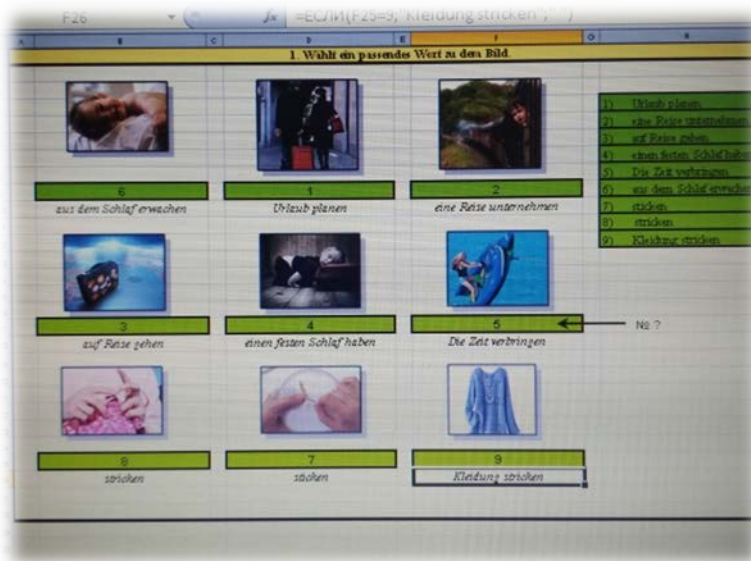 F26 fx =ЕСЛИ(F25=9;"Kleidung stricken";" ")
A B C D E F G H
1. Wählt ein passendes Wort zu dem Bild.
6 1 2
aus dem Schlaf erwachen Urlaub planen eine Reise unternehmen
3 4 5 № ?
auf Reise gehen einen festen Schlaf haben Die Zeit verbringen
8 7 9
stricken sticken Kleidung stricken
1) Urlaub planen
2) eine Reise unternehmen
3) auf Reise gehen
4) einen festen Schlaf haben
5) Die Zeit verbringen
6) aus dem Schlaf erwachen
7) sticken
8) stricken
9) Kleidung stricken